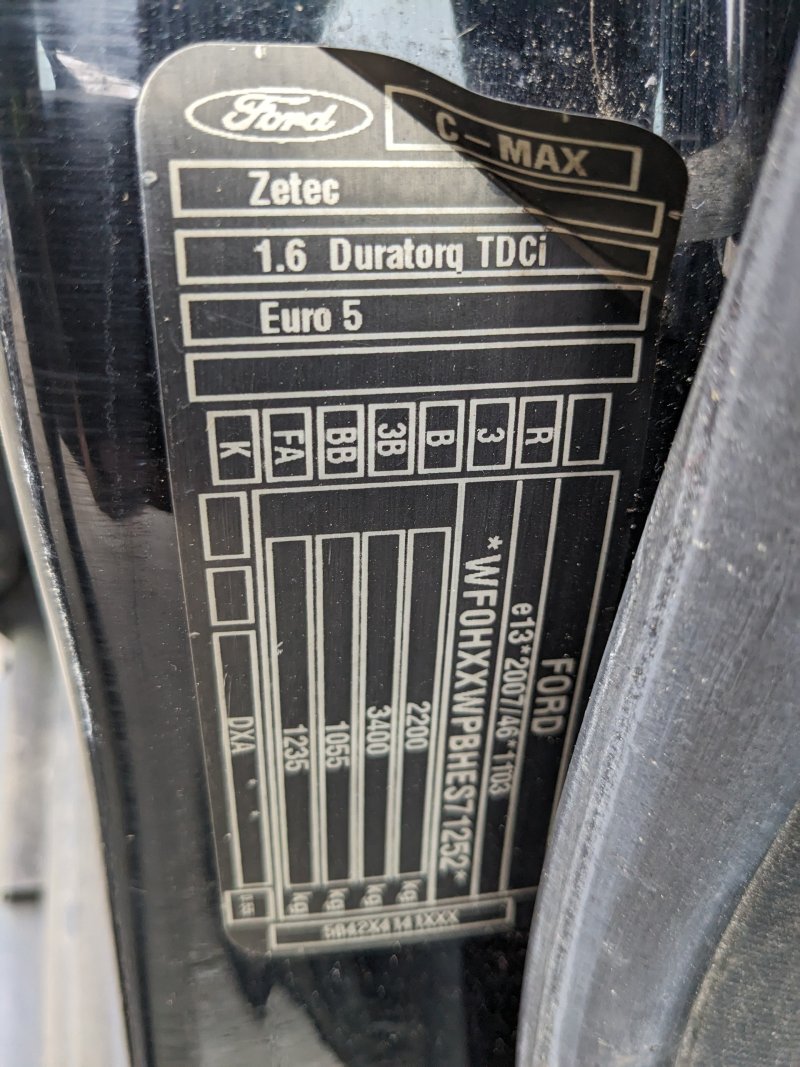 Ford
C-MAX
Zetec
1.6 Duratorq TDCi
Euro 5
K FA BB 3B B 3 R
FORD
e13*2007/46*1103
*WF0HXXWPBHES71252*
2200 kg
3400 kg
1055 kg
1235 kg
DXA